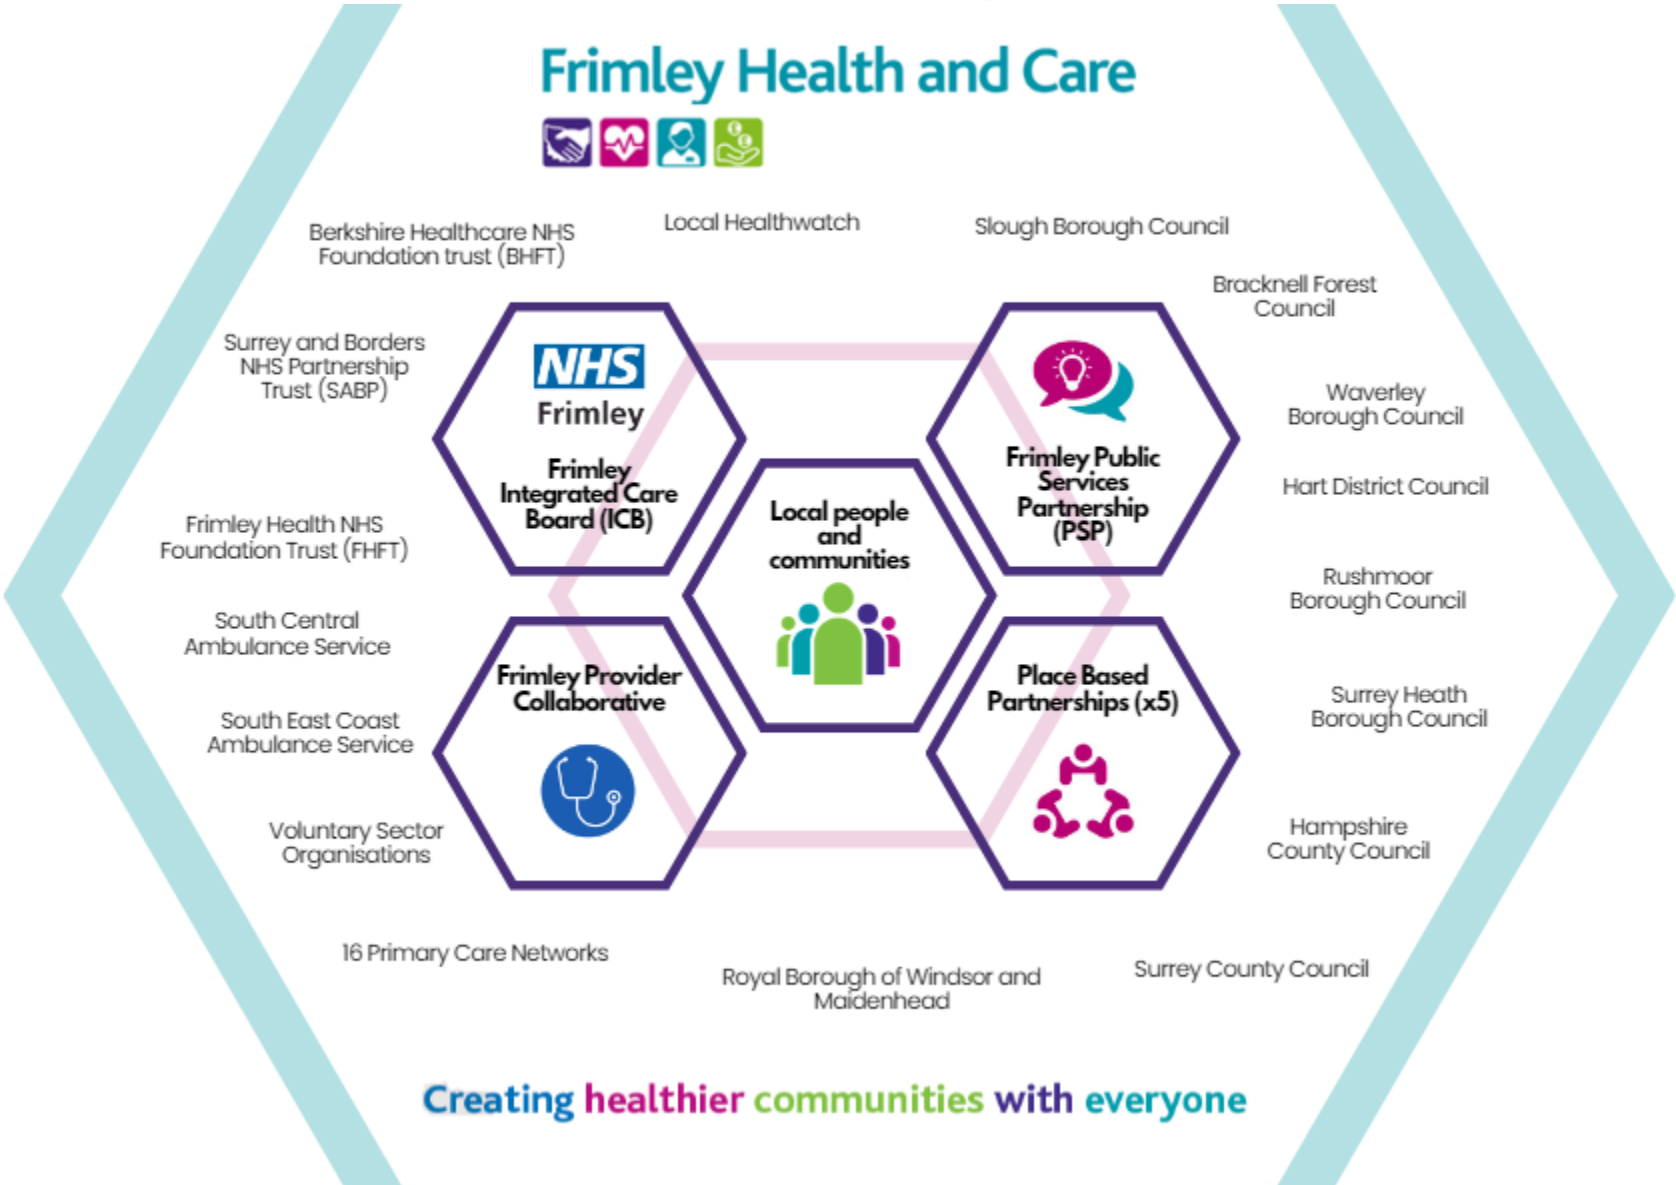 Frimley Health and Care
Berkshire Healthcare NHS
Foundation trust (BHFT)
Local Healthwatch
Slough Borough Council
Bracknell Forest
Council
Surrey and Borders
NHS Partnership
Trust (SABP)
NHS
Frimley
Frimley
Integrated Care
Board (ICB)
Frimley Public
Services
Partnership
(PSP)
Waverley
Borough Council
Hart District Council
Local people
and
communities
Frimley Health NHS
Foundation Trust (FHFT)
Rushmoor
Borough Council
South Central
Ambulance Service
Frimley Provider
Collaborative
Place Based
Partnerships (x5)
Surrey Heath
Borough Council
South East Coast
Ambulance Service
Voluntary Sector
Organisations
Hampshire
County Council
16 Primary Care Networks
Royal Borough of Windsor and
Maidenhead
Surrey County Council
Creating healthier communities with everyone